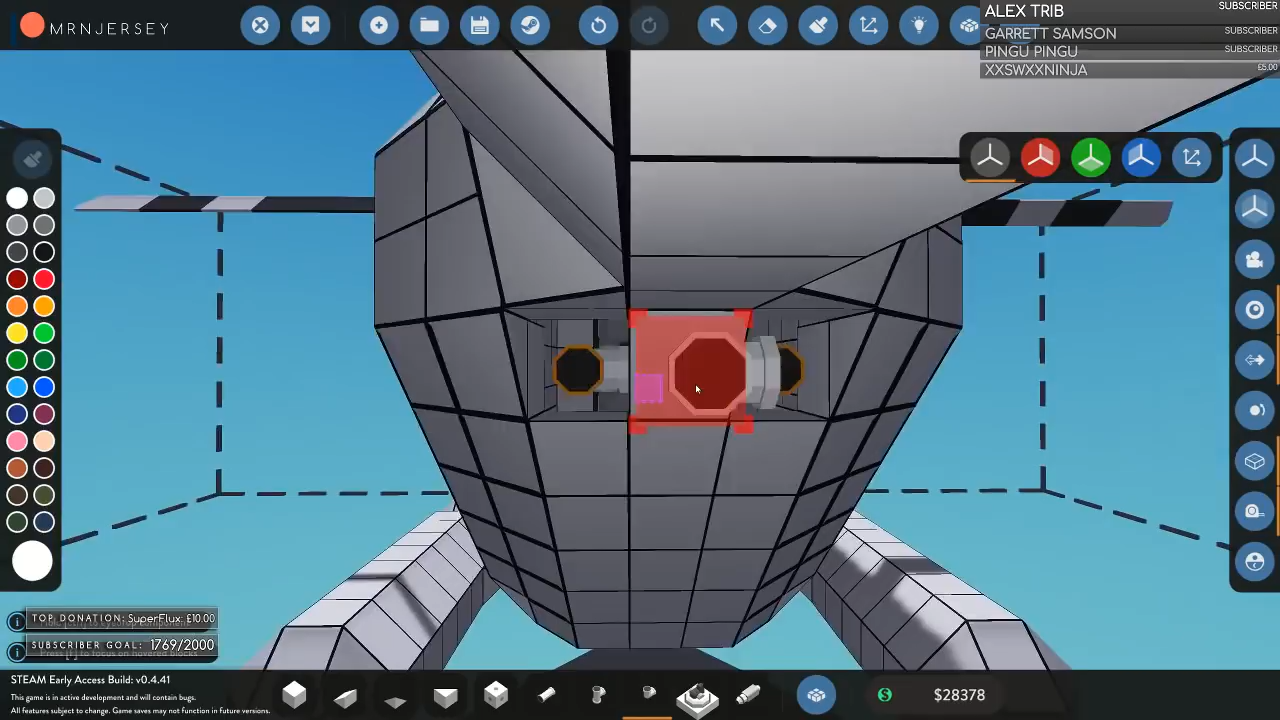 MRNJERSEY
ALEX TRIB SUBSCRIBER
GARRETT SAMSON SUBSCRIBER
PINGU PINGU SUBSCRIBER
XXSWXXNINJA £5.00
TOP DONATION: SuperFlux: £10.00
SUBSCRIBER GOAL: 1769/2000
STEAM Early Access Build: v0.4.41
This game is in active development and will contain bugs.
All features subject to change. Game saves may not function in future versions.
$ $28378